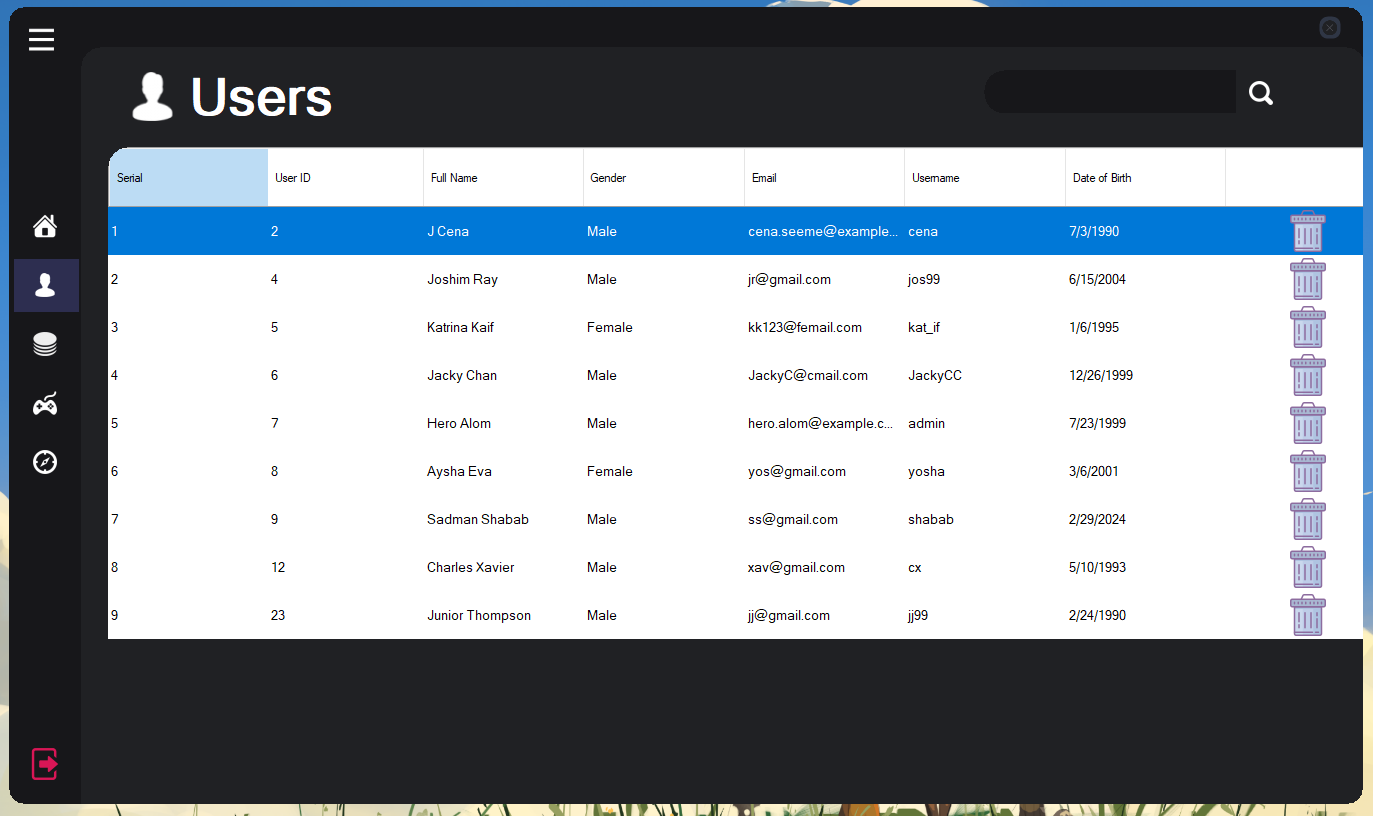 Users
Serial User ID Full Name Gender Email Username Date of Birth
1 2 J Cena Male cena.seeme@example... cena 7/3/1990
2 4 Joshim Ray Male jr@gmail.com jos99 6/15/2004
3 5 Katrina Kaif Female kk123@femail.com kat_if 1/6/1995
4 6 Jacky Chan Male JackyC@cmail.com JackyCC 12/26/1999
5 7 Hero Alom Male hero.alom@example.c... admin 7/23/1999
6 8 Aysha Eva Female yos@gmail.com yosha 3/6/2001
7 9 Sadman Shabab Male ss@gmail.com shabab 2/29/2024
8 12 Charles Xavier Male xav@gmail.com cx 5/10/1993
9 23 Junior Thompson Male jj@gmail.com jj99 2/24/1990